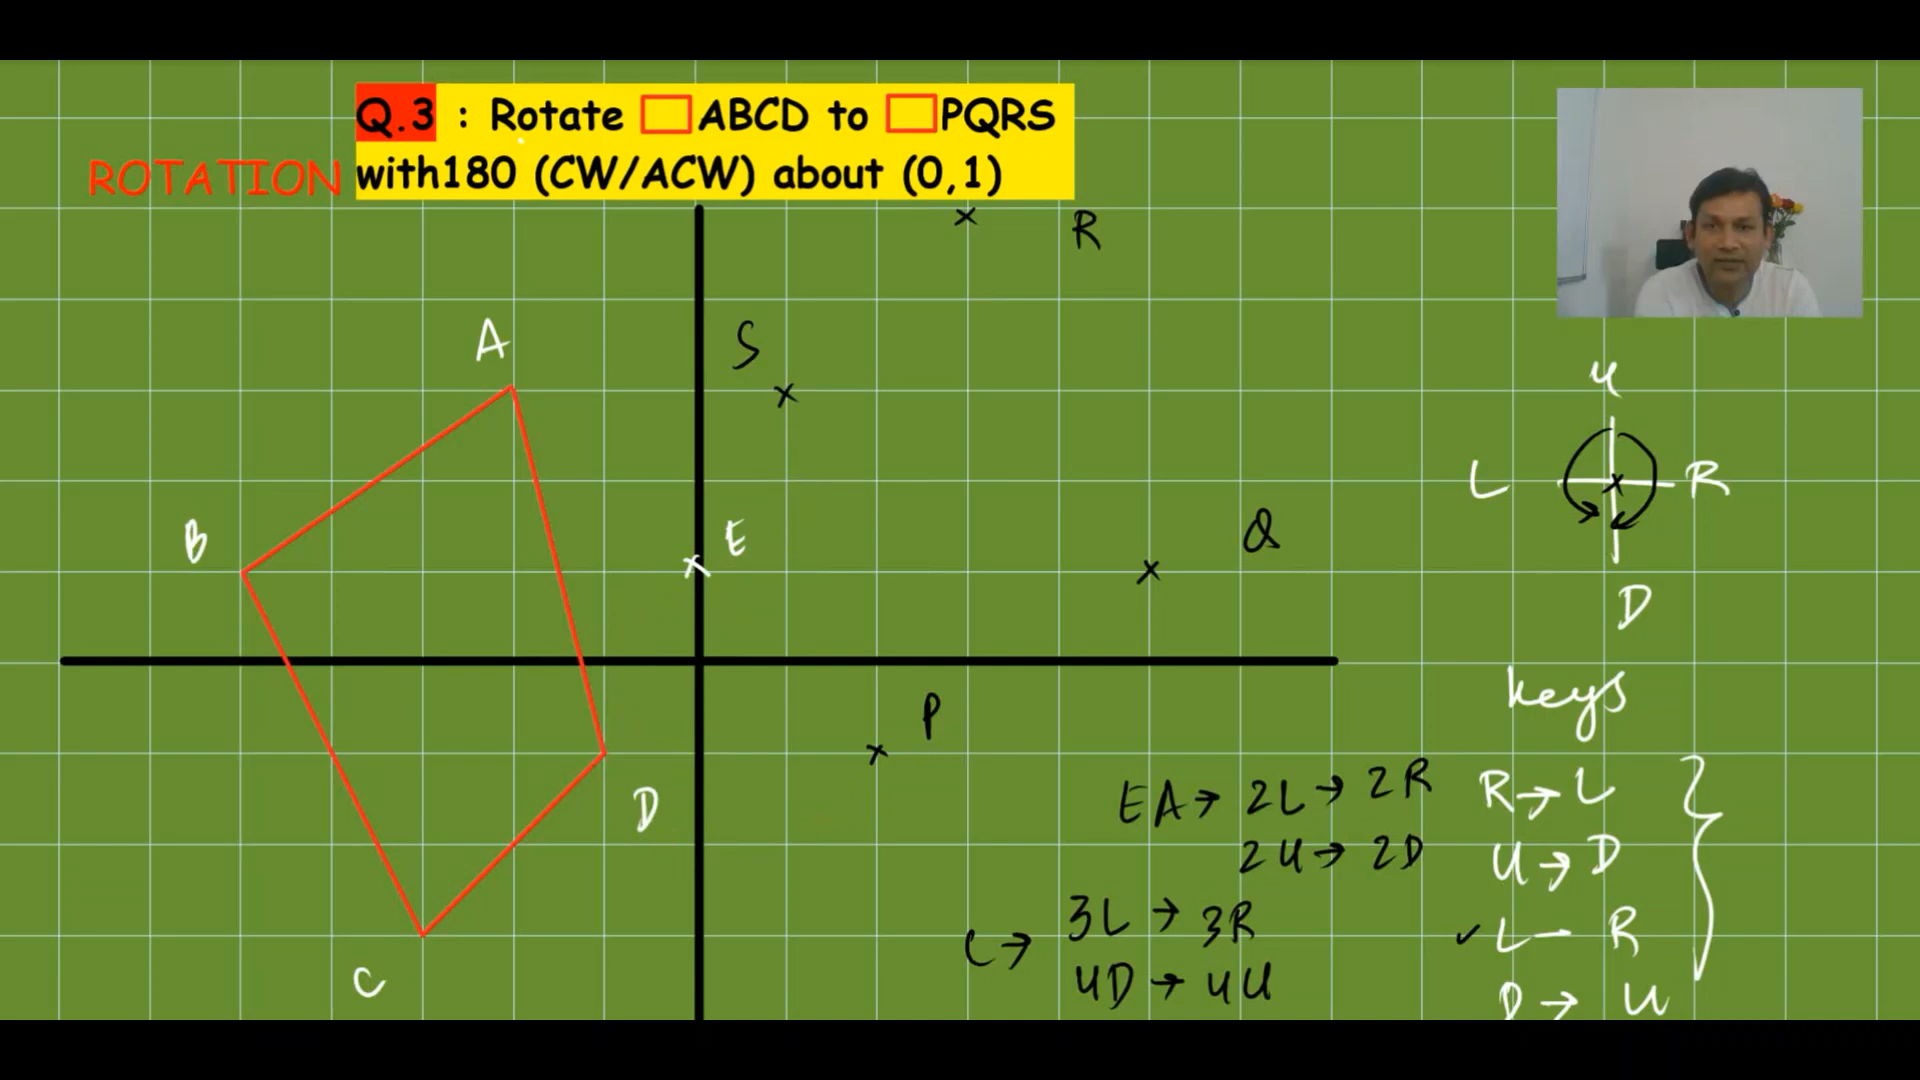 Q.3 : Rotate ABCD to PQRS
with180 (CW/ACW) about (0,1)
ROTATION
R
A
S
U
L R
B
E
Q
D
keys
P
D
EA → 2L → 2R
R → L
2U → 2D
U → D
C → 3L → 3R
4D → 4U
✓ L — R
C
D → U